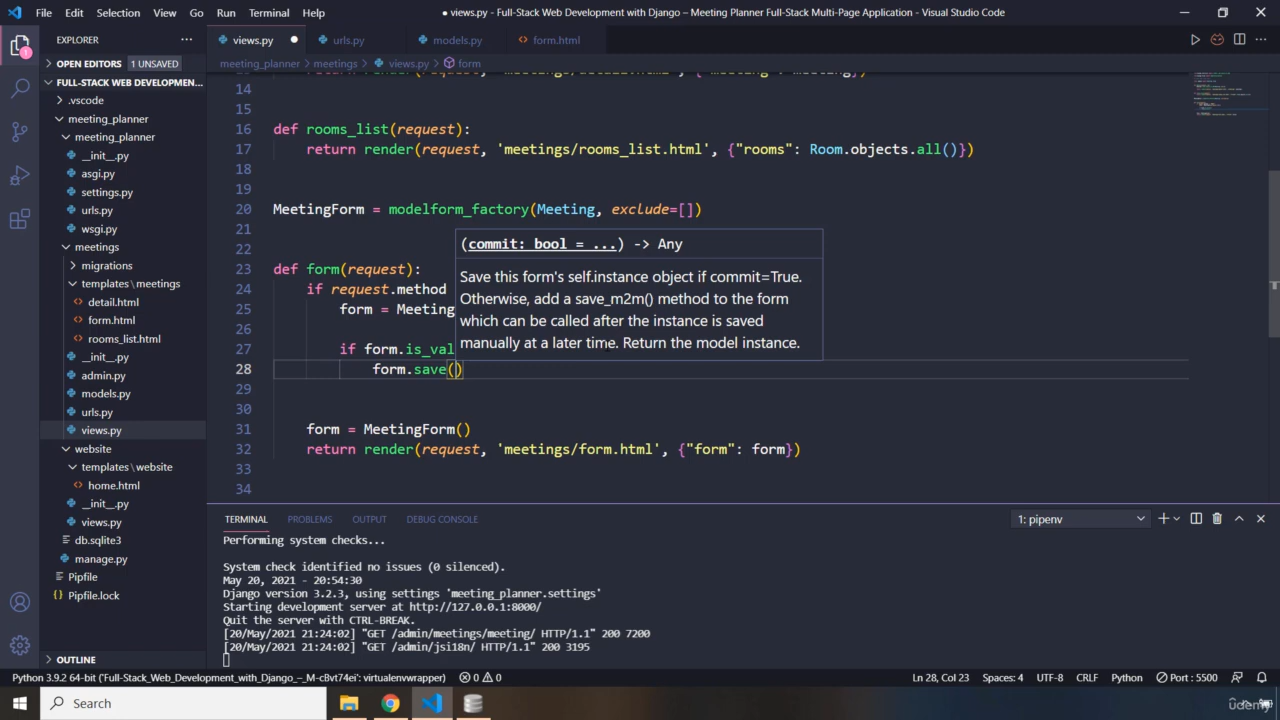 File Edit Selection View Go Run Terminal Help
● views.py - Full-Stack Web Development with Django – Meeting Planner Full-Stack Multi-Page Application - Visual Studio Code
EXPLORER
OPEN EDITORS 1 UNSAVED
FULL-STACK WEB DEVELOPMEN...
.vscode
meeting_planner
meeting_planner
__init__.py
asgi.py
settings.py
urls.py
wsgi.py
meetings
migrations
templates \ meetings
detail.html
form.html
rooms_list.html
__init__.py
admin.py
models.py
urls.py
views.py
website
templates \ website
home.html
__init__.py
views.py
db.sqlite3
manage.py
Pipfile
Pipfile.lock
OUTLINE
views.py urls.py models.py form.html
meeting_planner > meetings > views.py > form
14
15
16 def rooms_list(request):
17 return render(request, 'meetings/rooms_list.html', {"rooms": Room.objects.all()})
18
19
20 MeetingForm = modelform_factory(Meeting, exclude=[])
21
22
23 def form(request):
24 if request.method
25 form = Meeting
26
27 if form.is_val
28 form.save()
29
30
31 form = MeetingForm()
32 return render(request, 'meetings/form.html', {"form": form})
33
34
(commit: bool = ...) -> Any
Save this form's self.instance object if commit=True.
Otherwise, add a save_m2m() method to the form
which can be called after the instance is saved
manually at a later time. Return the model instance.
TERMINAL PROBLEMS OUTPUT DEBUG CONSOLE
1: pipenv
Performing system checks...
System check identified no issues (0 silenced).
May 20, 2021 - 20:54:30
Django version 3.2.3, using settings 'meeting_planner.settings'
Starting development server at http://127.0.0.1:8000/
Quit the server with CTRL-BREAK.
[20/May/2021 21:24:02] "GET /admin/meetings/meeting/ HTTP/1.1" 200 7200
[20/May/2021 21:24:02] "GET /admin/jsi18n/ HTTP/1.1" 200 3195
Python 3.9.2 64-bit ('Full-Stack_Web_Development_with_Django_–_M-cBvt74ei': virtualenvwrapper) 0 0
Ln 28, Col 23 Spaces: 4 UTF-8 CRLF Python Port : 5500
Search
udemy